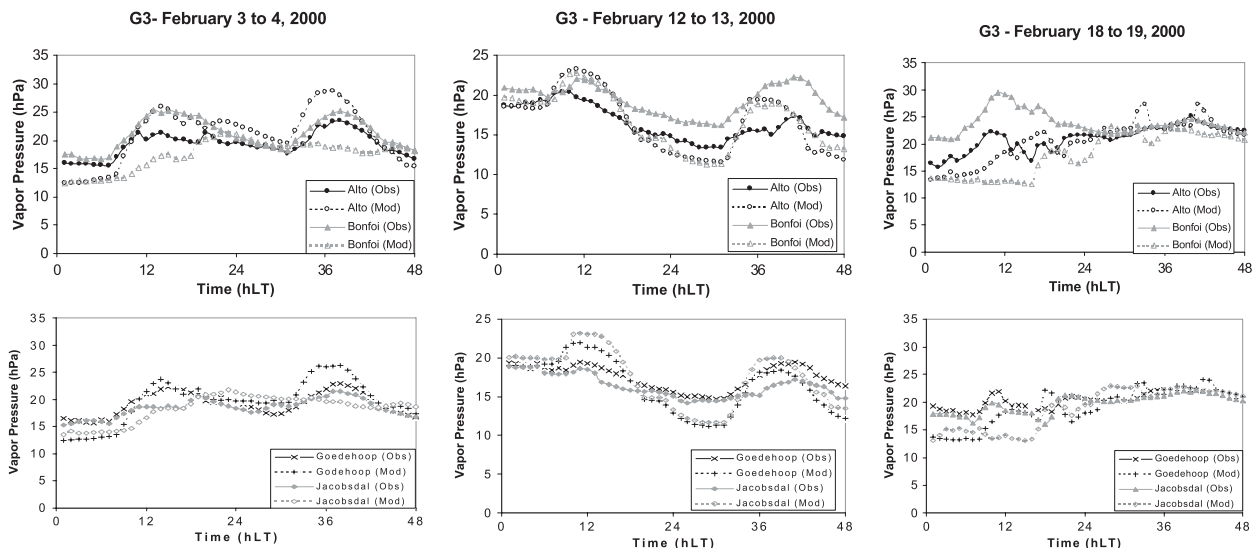 G3- February 3 to 4, 2000
35
30
25
20
15
10
5
0
Vapor Pressure (hPa)
Alto (Obs)
Alto (Mod)
Bonfoi (Obs)
Bonfoi (Mod)
0 12 24 36 48
Time (hLT)
G3 - February 12 to 13, 2000
25
20
15
10
5
0
Vapor Pressure (hPa)
Alto (Obs)
Alto (Mod)
Bonfoi (Obs)
Bonfoi (Mod)
0 12 24 36 48
Time (hLT)
G3 - February 18 to 19, 2000
35
30
25
20
15
10
5
0
Vapor Pressure (hPa)
Alto (Obs)
Alto (Mod)
Bonfoi (Obs)
Bonfoi (Mod)
0 12 24 36 48
Time (hLT)
35
30
25
20
15
10
5
0
Vapor Pressure (hPa)
Goedehoop (Obs)
Godehoop (Mod)
Jacobsdal (Obs)
Jacobsdal (Mod)
0 12 24 36 48
Time (hLT)
25
20
15
10
5
0
Vapor Pressure (hPa)
Goedehoop (Obs)
Goedehoop (Mod)
Jacobsdal (Obs)
Jacobsdal (Mod)
0 12 24 36 48
Time (hLT)
35
30
25
20
15
10
5
0
Vapor Pressure (hPa)
Goedehoop (Obs)
Goedehoop (Mod)
Jacobsdal (Obs)
Jacobsdal (Mod)
0 12 24 36 48
Time (hLT)